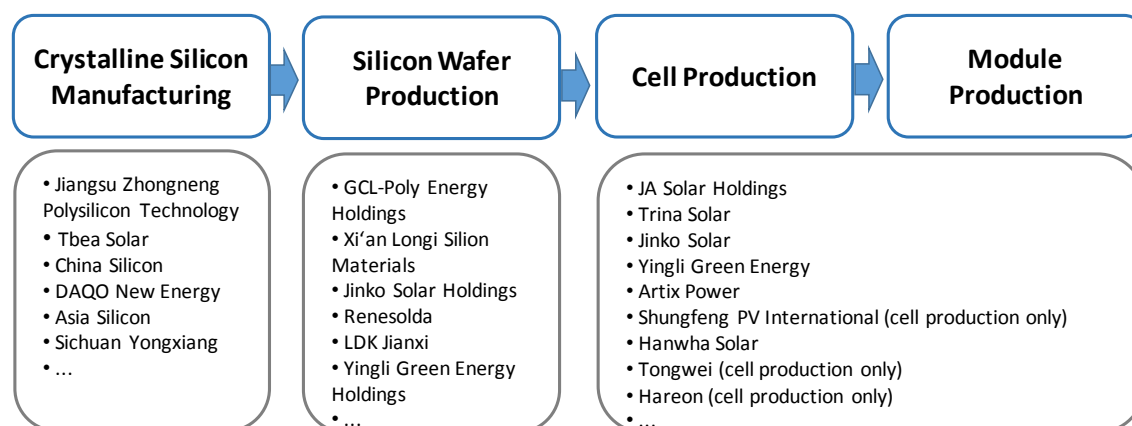 Crystalline Silicon
Manufacturing
Silicon Wafer
Production
Cell Production
Module
Production
• Jiangsu Zhongneng
Polysilicon Technology
• Tbea Solar
• China Silicon
• DAQO New Energy
• Asia Silicon
• Sichuan Yongxiang
• ...
• GCL-Poly Energy
Holdings
• Xi‘an Longi Silion
Materials
• Jinko Solar Holdings
• Renesolda
• LDK Jianxi
• Yingli Green Energy
Holdings
• ...
• JA Solar Holdings
• Trina Solar
• Jinko Solar
• Yingli Green Energy
• Artix Power
• Shungfeng PV International (cell production only)
• Hanwha Solar
• Tongwei (cell production only)
• Hareon (cell production only)
• ...